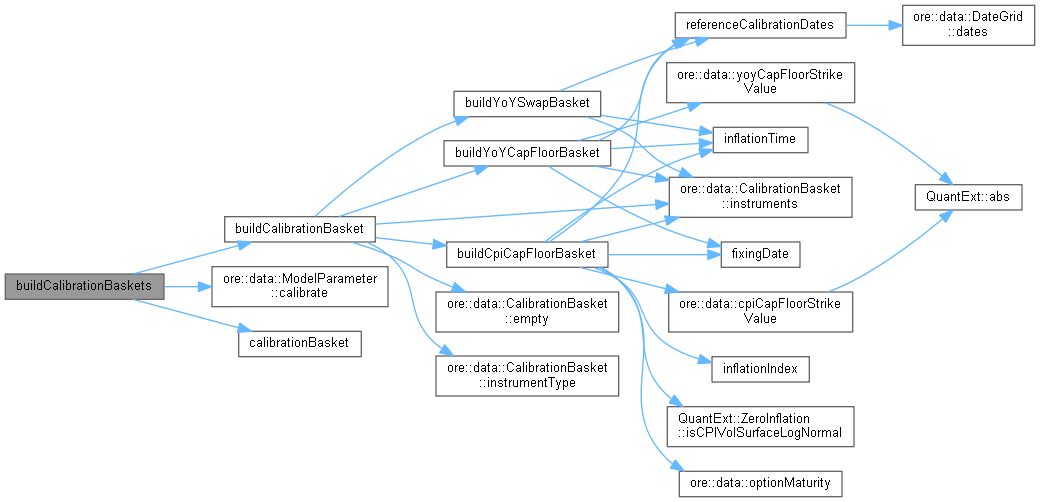 buildCalibrationBaskets
buildCalibrationBasket
ore::data::ModelParameter
::calibrate
calibrationBasket
buildYoYSwapBasket
buildYoYCapFloorBasket
buildCpiCapFloorBasket
ore::data::CalibrationBasket
::empty
ore::data::CalibrationBasket
::instrumentType
referenceCalibrationDates
ore::data::yoyCapFloorStrike
Value
inflationTime
ore::data::CalibrationBasket
::instruments
fixingDate
ore::data::cpiCapFloorStrike
Value
inflationIndex
QuantExt::ZeroInflation
::isCPIVolSurfaceLogNormal
ore::data::optionMaturity
ore::data::DateGrid
::dates
QuantExt::abs